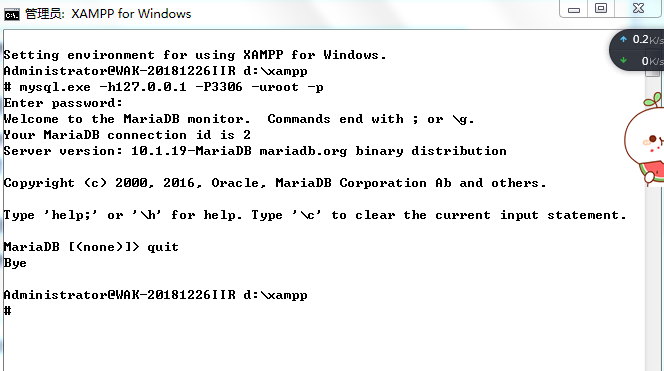 管理员: XAMPP for Windows
Setting environment for using XAMPP for Windows.
Administrator@WAK-20181226IIR d:\xampp
# mysql.exe -h127.0.0.1 -P3306 -uroot -p
Enter password:
Welcome to the MariaDB monitor.  Commands end with ; or \g.
Your MariaDB connection id is 2
Server version: 10.1.19-MariaDB mariadb.org binary distribution
Copyright (c) 2000, 2016, Oracle, MariaDB Corporation Ab and others.
Type 'help;' or '\h' for help. Type '\c' to clear the current input statement.
MariaDB [(none)]> quit
Bye
Administrator@WAK-20181226IIR d:\xampp
#
0.2K/s
0K/s